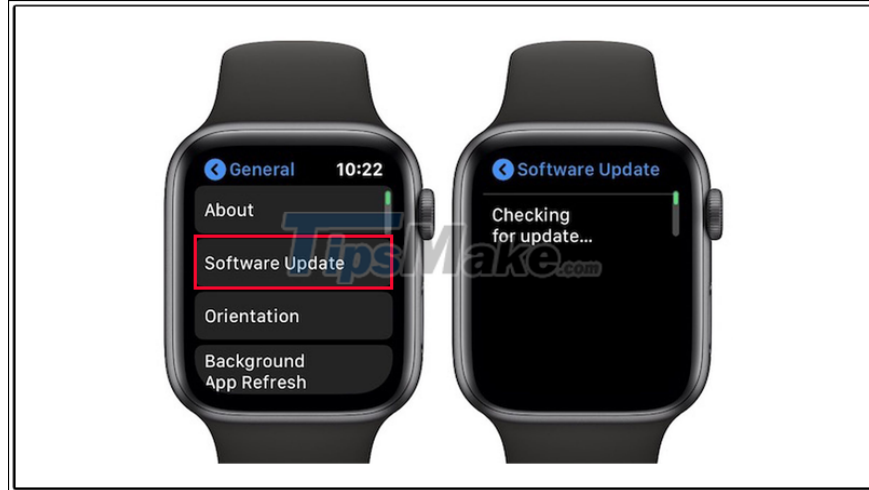 General 10:22
About
Software Update
Orientation
Background
App Refresh
Software Update
Checking
for update...
TipsMake.com